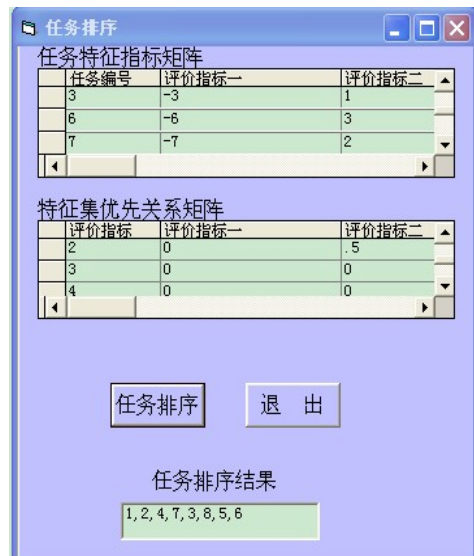 任务排序
任务特征指标矩阵
任务编号 评价指标一 评价指标二
3 -3 1
6 -6 3
7 -7 2
特征集优先关系矩阵
评价指标 评价指标一 评价指标二
2 0 .5
3 0 0
4 0 0
任务排序 退 出
任务排序结果
1,2,4,7,3,8,5,6